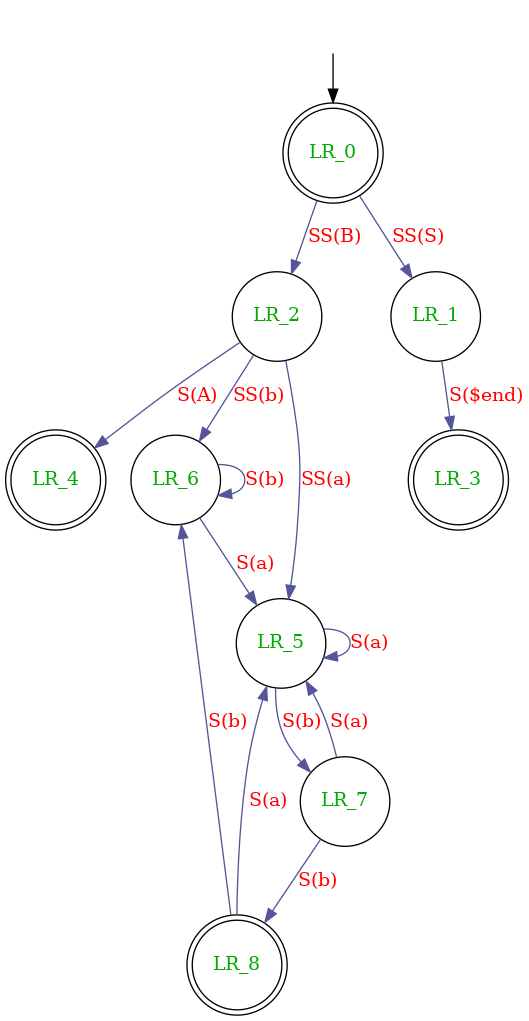 LR_0
SS(B)
SS(S)
LR_2
LR_1
S(A)
SS(b)
SS(a)
S($end)
LR_4
LR_6
S(b)
LR_3
S(a)
LR_5
S(a)
S(b)
S(b)
S(a)
S(a)
LR_7
S(b)
LR_8